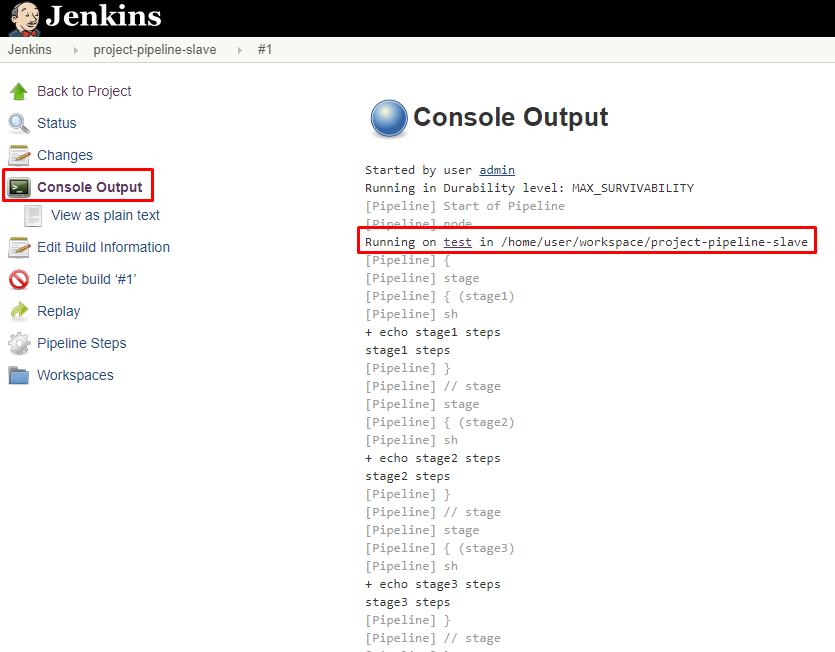 Jenkins
Jenkins project-pipeline-slave #1
Back to Project
Status
Changes
Console Output
View as plain text
Edit Build Information
Delete build ‘#1’
Replay
Pipeline Steps
Workspaces
Console Output
Started by user admin
Running in Durability level: MAX_SURVIVABILITY
[Pipeline] Start of Pipeline
[Pipeline] node
Running on test in /home/user/workspace/project-pipeline-slave
[Pipeline] {
[Pipeline] stage
[Pipeline] { (stage1)
[Pipeline] sh
+ echo stage1 steps
stage1 steps
[Pipeline] }
[Pipeline] // stage
[Pipeline] stage
[Pipeline] { (stage2)
[Pipeline] sh
+ echo stage2 steps
stage2 steps
[Pipeline] }
[Pipeline] // stage
[Pipeline] stage
[Pipeline] { (stage3)
[Pipeline] sh
+ echo stage3 steps
stage3 steps
[Pipeline] }
[Pipeline] // stage